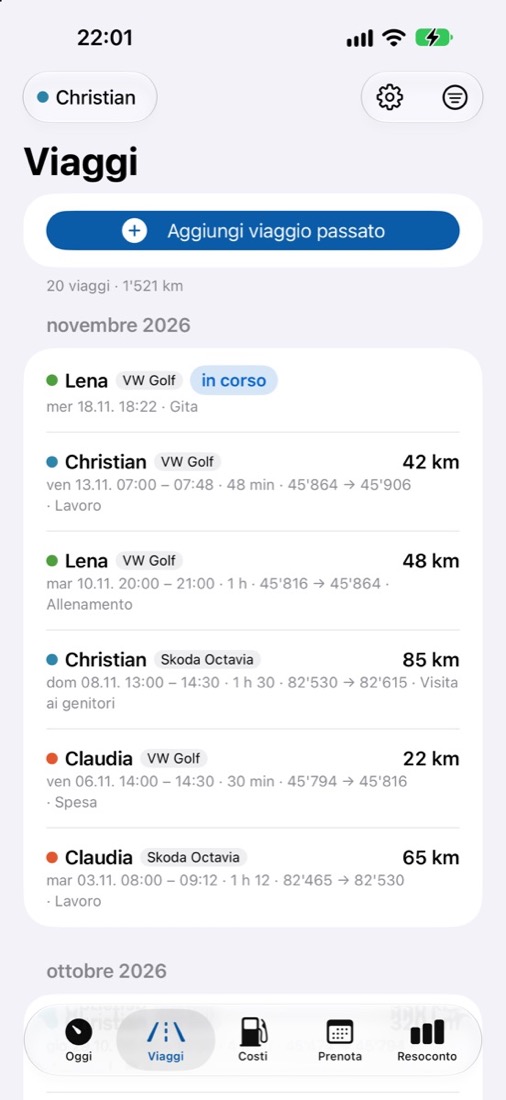 22:01
Christian
Viaggi
Aggiungi viaggio passato
20 viaggi · 1'521 km
novembre 2026
Lena VW Golf in corso
mer 18.11. 18:22 · Gita
Christian VW Golf 42 km
ven 13.11. 07:00 – 07:48 · 48 min · 45'864 → 45'906
· Lavoro
Lena VW Golf 48 km
mar 10.11. 20:00 – 21:00 · 1 h · 45'816 → 45'864 ·
Allenamento
Christian Skoda Octavia 85 km
dom 08.11. 13:00 – 14:30 · 1 h 30 · 82'530 → 82'615 · Visita
ai genitori
Claudia VW Golf 22 km
ven 06.11. 14:00 – 14:30 · 30 min · 45'794 → 45'816
· Spesa
Claudia Skoda Octavia 65 km
mar 03.11. 08:00 – 09:12 · 1 h 12 · 82'465 → 82'530
· Lavoro
ottobre 2026
Oggi Viaggi Costi Prenota Resoconto